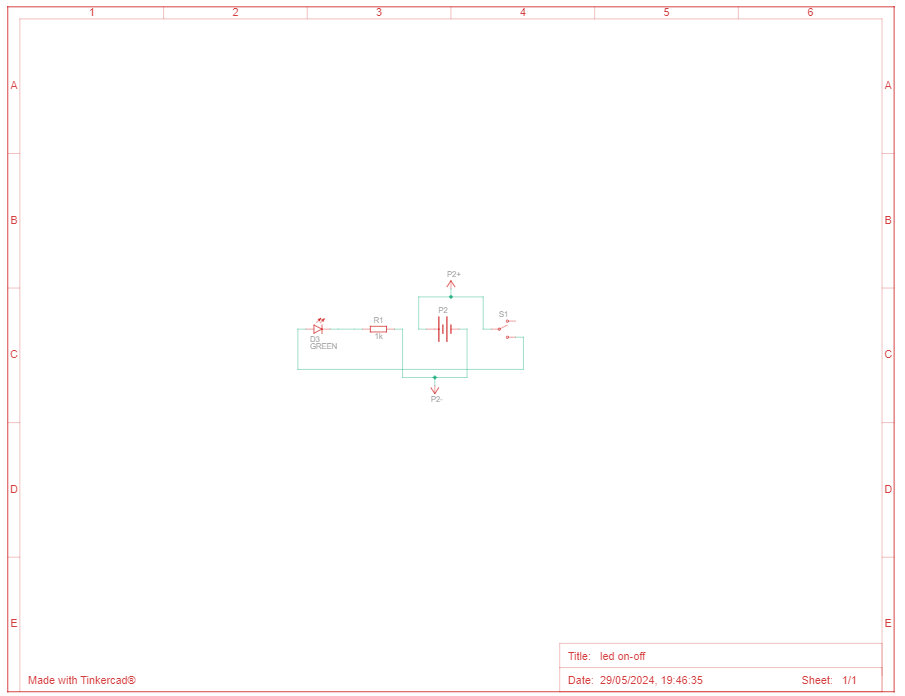 1 2 3 4 5 6
A A
B B
P2+
P2
S1
R1
1k
D3
GREEN
C C
P2-
D D
E E
Title: led on-off
Date: 29/05/2024, 19:46:35 Sheet: 1/1
Made with Tinkercad®